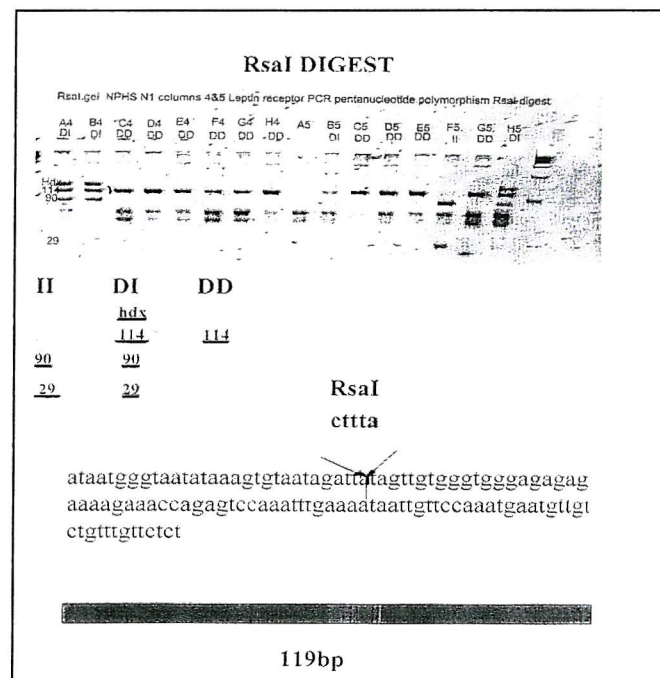 RsaI DIGEST
RsaI.gel NPHS N1 columns 4&5 Leptin receptor PCR pentanucleotide polymorphism RsaI digest
A4 B4 C4 D4 E4 F4 G4 H4 A5 B5 C5 D5 E5 F5 G5 H5
DI DI DD DD DD DD DD DD DI DD DD DD II DD DI
Hdx
114
90
29
II DI DD
hdx
114 114
90 90
29 29
RsaI
cttta
ataatgggtaatataaagtgtaatagattatagttgtgggtgggagagag
aaaagaaaccagagtccaaatttgaaaataattgttccaaatgaatgttgt
ctgtttgttctct
119bp